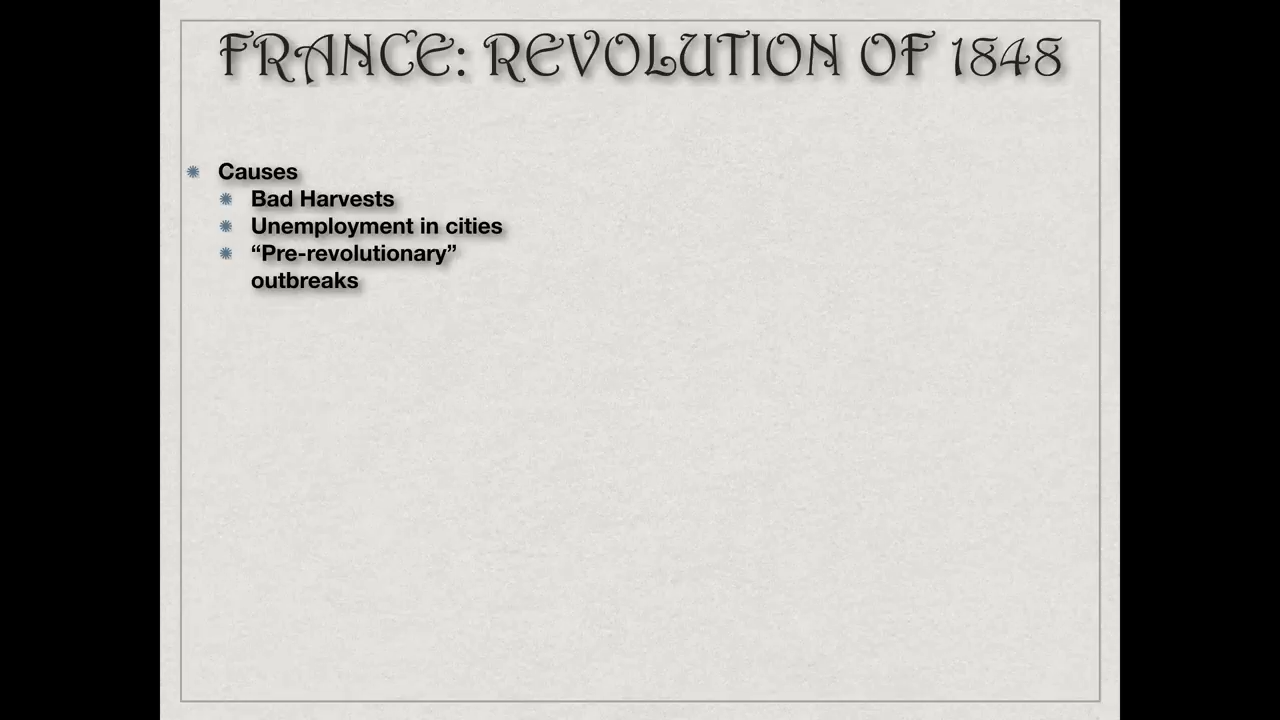 FRANCE: REVOLUTION OF 1848
Causes
Bad Harvests
Unemployment in cities
“Pre-revolutionary”
outbreaks